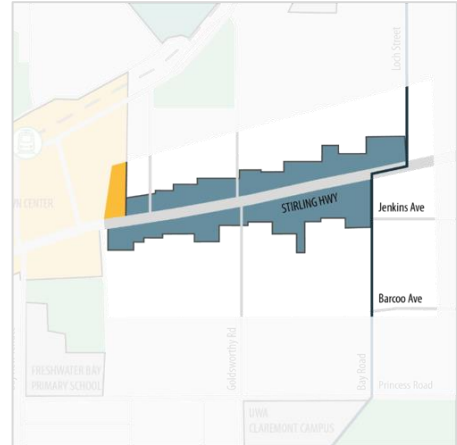 Loch Street
N CENTER
STIRLING HWY
Jenkins Ave
Barcoo Ave
FRESHWATER BAY
PRIMARY SCHOOL
Goldsworthy Rd
Bay Road
Princess Road
UWA
CLAREMONT CAMPUS